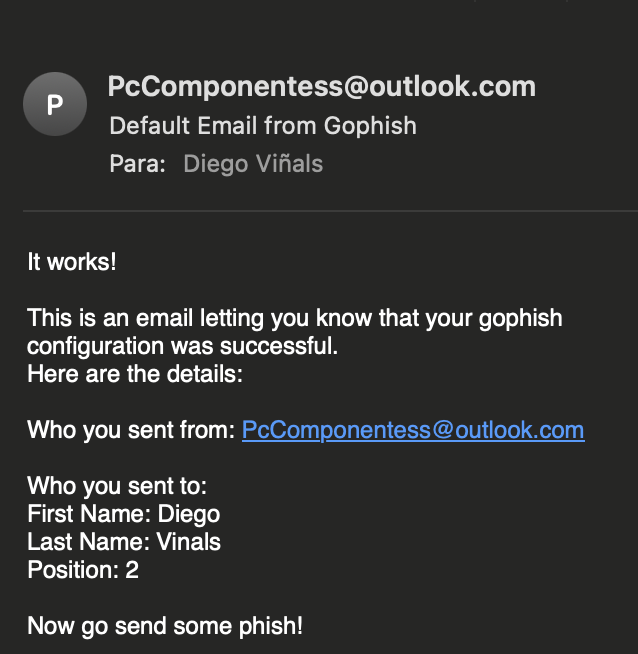 P
PcComponentess@outlook.com
Default Email from Gophish
Para: Diego Viñals
It works!
This is an email letting you know that your gophish
configuration was successful.
Here are the details:
Who you sent from: PcComponentess@outlook.com
Who you sent to:
First Name: Diego
Last Name: Vinals
Position: 2
Now go send some phish!